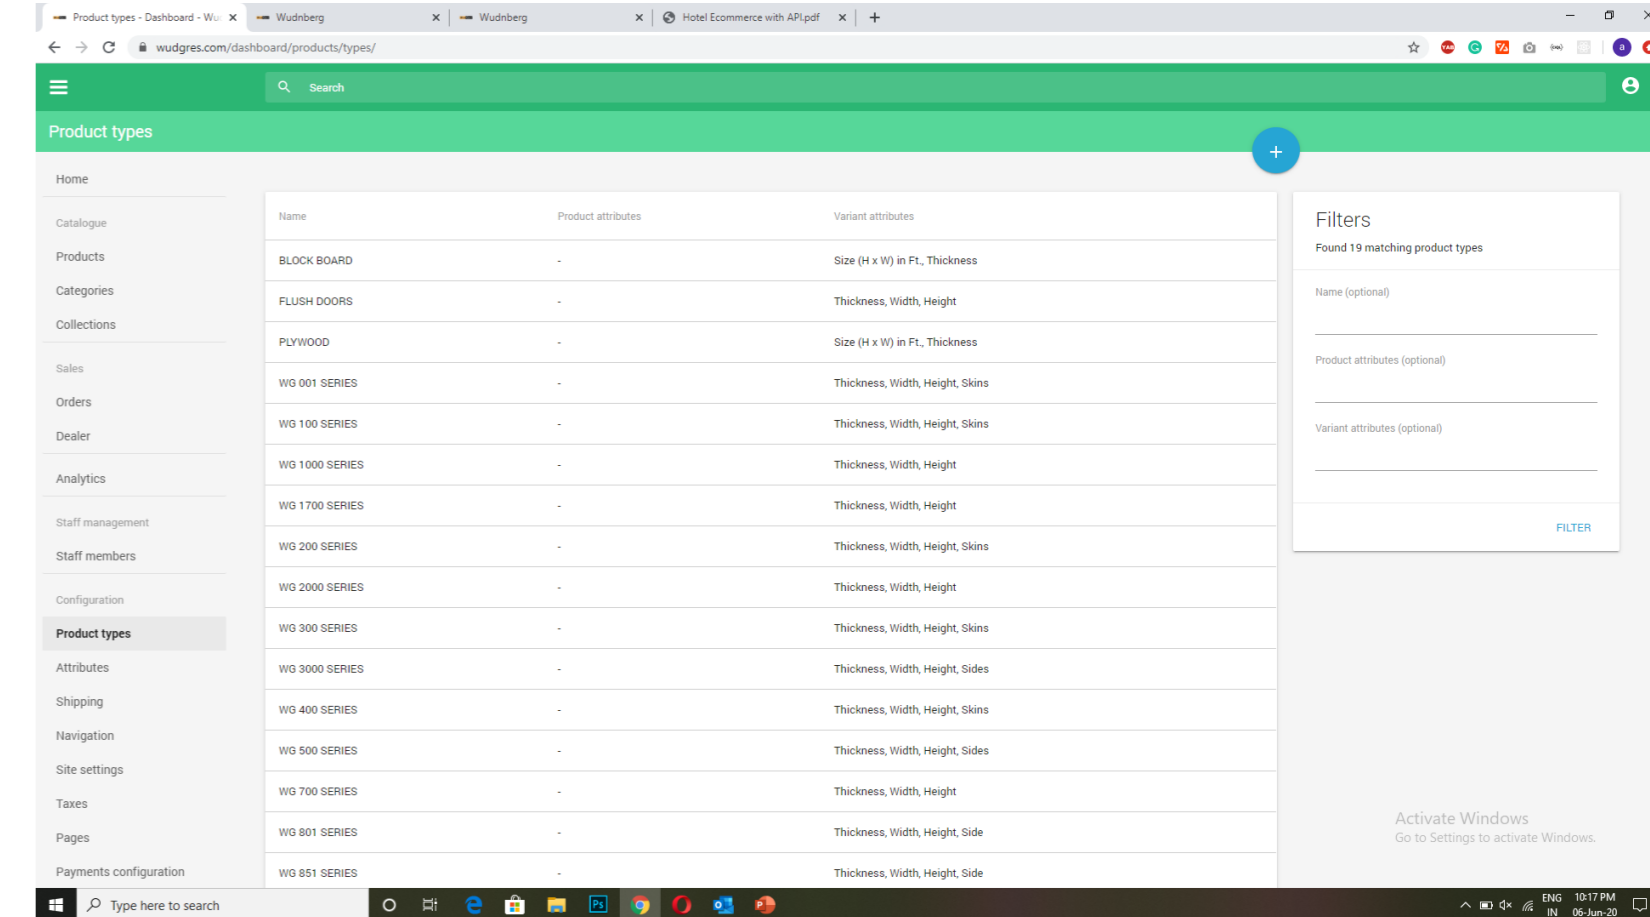 Product types - Dashboard - Wu
Wudnberg
Wudnberg
Hotel Ecommerce with API.pdf
wudgres.com/dashboard/products/types/
Search
Product types
Home
Catalogue
Products
Categories
Collections
Sales
Orders
Dealer
Analytics
Staff management
Staff members
Configuration
Product types
Attributes
Shipping
Navigation
Site settings
Taxes
Pages
Payments configuration
Name Product attributes Variant attributes
BLOCK BOARD - Size (H x W) in Ft., Thickness
FLUSH DOORS - Thickness, Width, Height
PLYWOOD - Size (H x W) in Ft., Thickness
WG 001 SERIES - Thickness, Width, Height, Skins
WG 100 SERIES - Thickness, Width, Height, Skins
WG 1000 SERIES - Thickness, Width, Height
WG 1700 SERIES - Thickness, Width, Height
WG 200 SERIES - Thickness, Width, Height, Skins
WG 2000 SERIES - Thickness, Width, Height
WG 300 SERIES - Thickness, Width, Height, Skins
WG 3000 SERIES - Thickness, Width, Height, Sides
WG 400 SERIES - Thickness, Width, Height, Skins
WG 500 SERIES - Thickness, Width, Height, Sides
WG 700 SERIES - Thickness, Width, Height
WG 801 SERIES - Thickness, Width, Height, Side
WG 851 SERIES - Thickness, Width, Height, Side
Filters
Found 19 matching product types
Name (optional)
Product attributes (optional)
Variant attributes (optional)
FILTER
Activate Windows
Go to Settings to activate Windows.
Type here to search
Ps
ENG
IN
10:17 PM
06-Jun-20